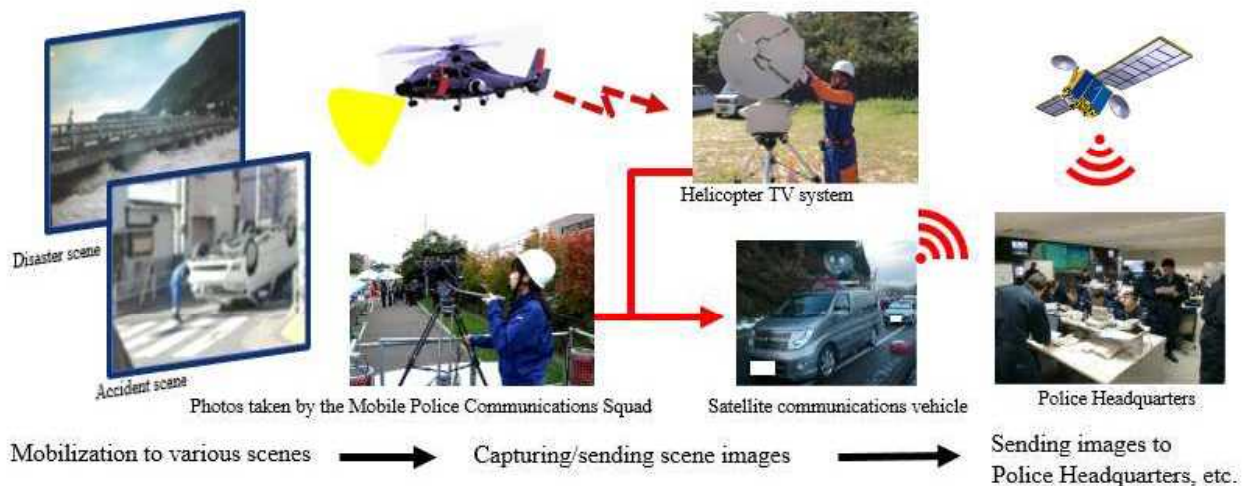 Disaster scene
Accident scene
Helicopter TV system
Photos taken by the Mobile Police Communications Squad
Satellite communications vehicle
Police Headquarters
Mobilization to various scenes
Capturing/sending scene images
Sending images to
Police Headquarters, etc.